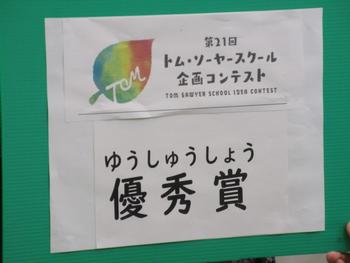 TOM
第21回
トム・ソーヤースクール
企画コンテスト
TOM SAWYER SCHOOL IDEA CONTEST
ゆうしゅうしょう
優秀賞